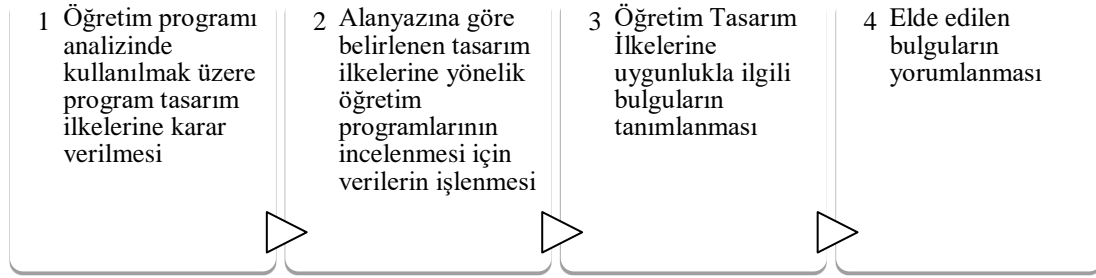 1 Öğretim programı
analizinde
kullanılmak üzere
program tasarım
ilkelerine karar
verilmesi
2 Alanyazına göre
belirlenen tasarım
ilkelerine yönelik
öğretim
programlarının
incelenmesi için
verilerin işlenmesi
3 Öğretim Tasarım
İlkelerine
uygunlukla ilgili
bulguların
tanımlanması
4 Elde edilen
bulguların
yorumlanması